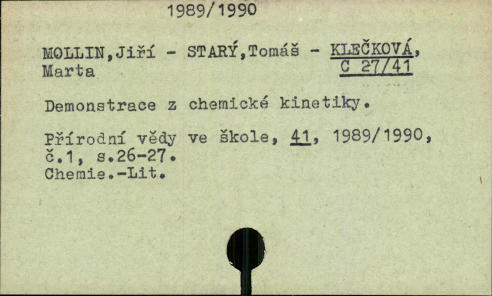 1989/1990
MOLLIN,Jiří - STARÝ,Tomáš - KLEČKOVÁ,
Marta
C 27/41
Demonstrace z chemické kinetiky.
Přírodní vědy ve škole, 41, 1989/1990,
č.1, s.26-27.
Chemie.-Lit.